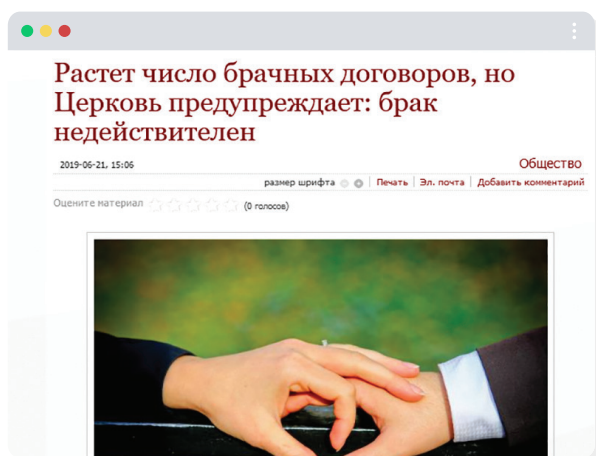 Растет число брачных договоров, но
Церковь предупреждает: брак
недействителен
2019-06-21, 15:06 Общество
размер шрифта Печать Эл. почта Добавить комментарий
Оцените материал (0 голосов)